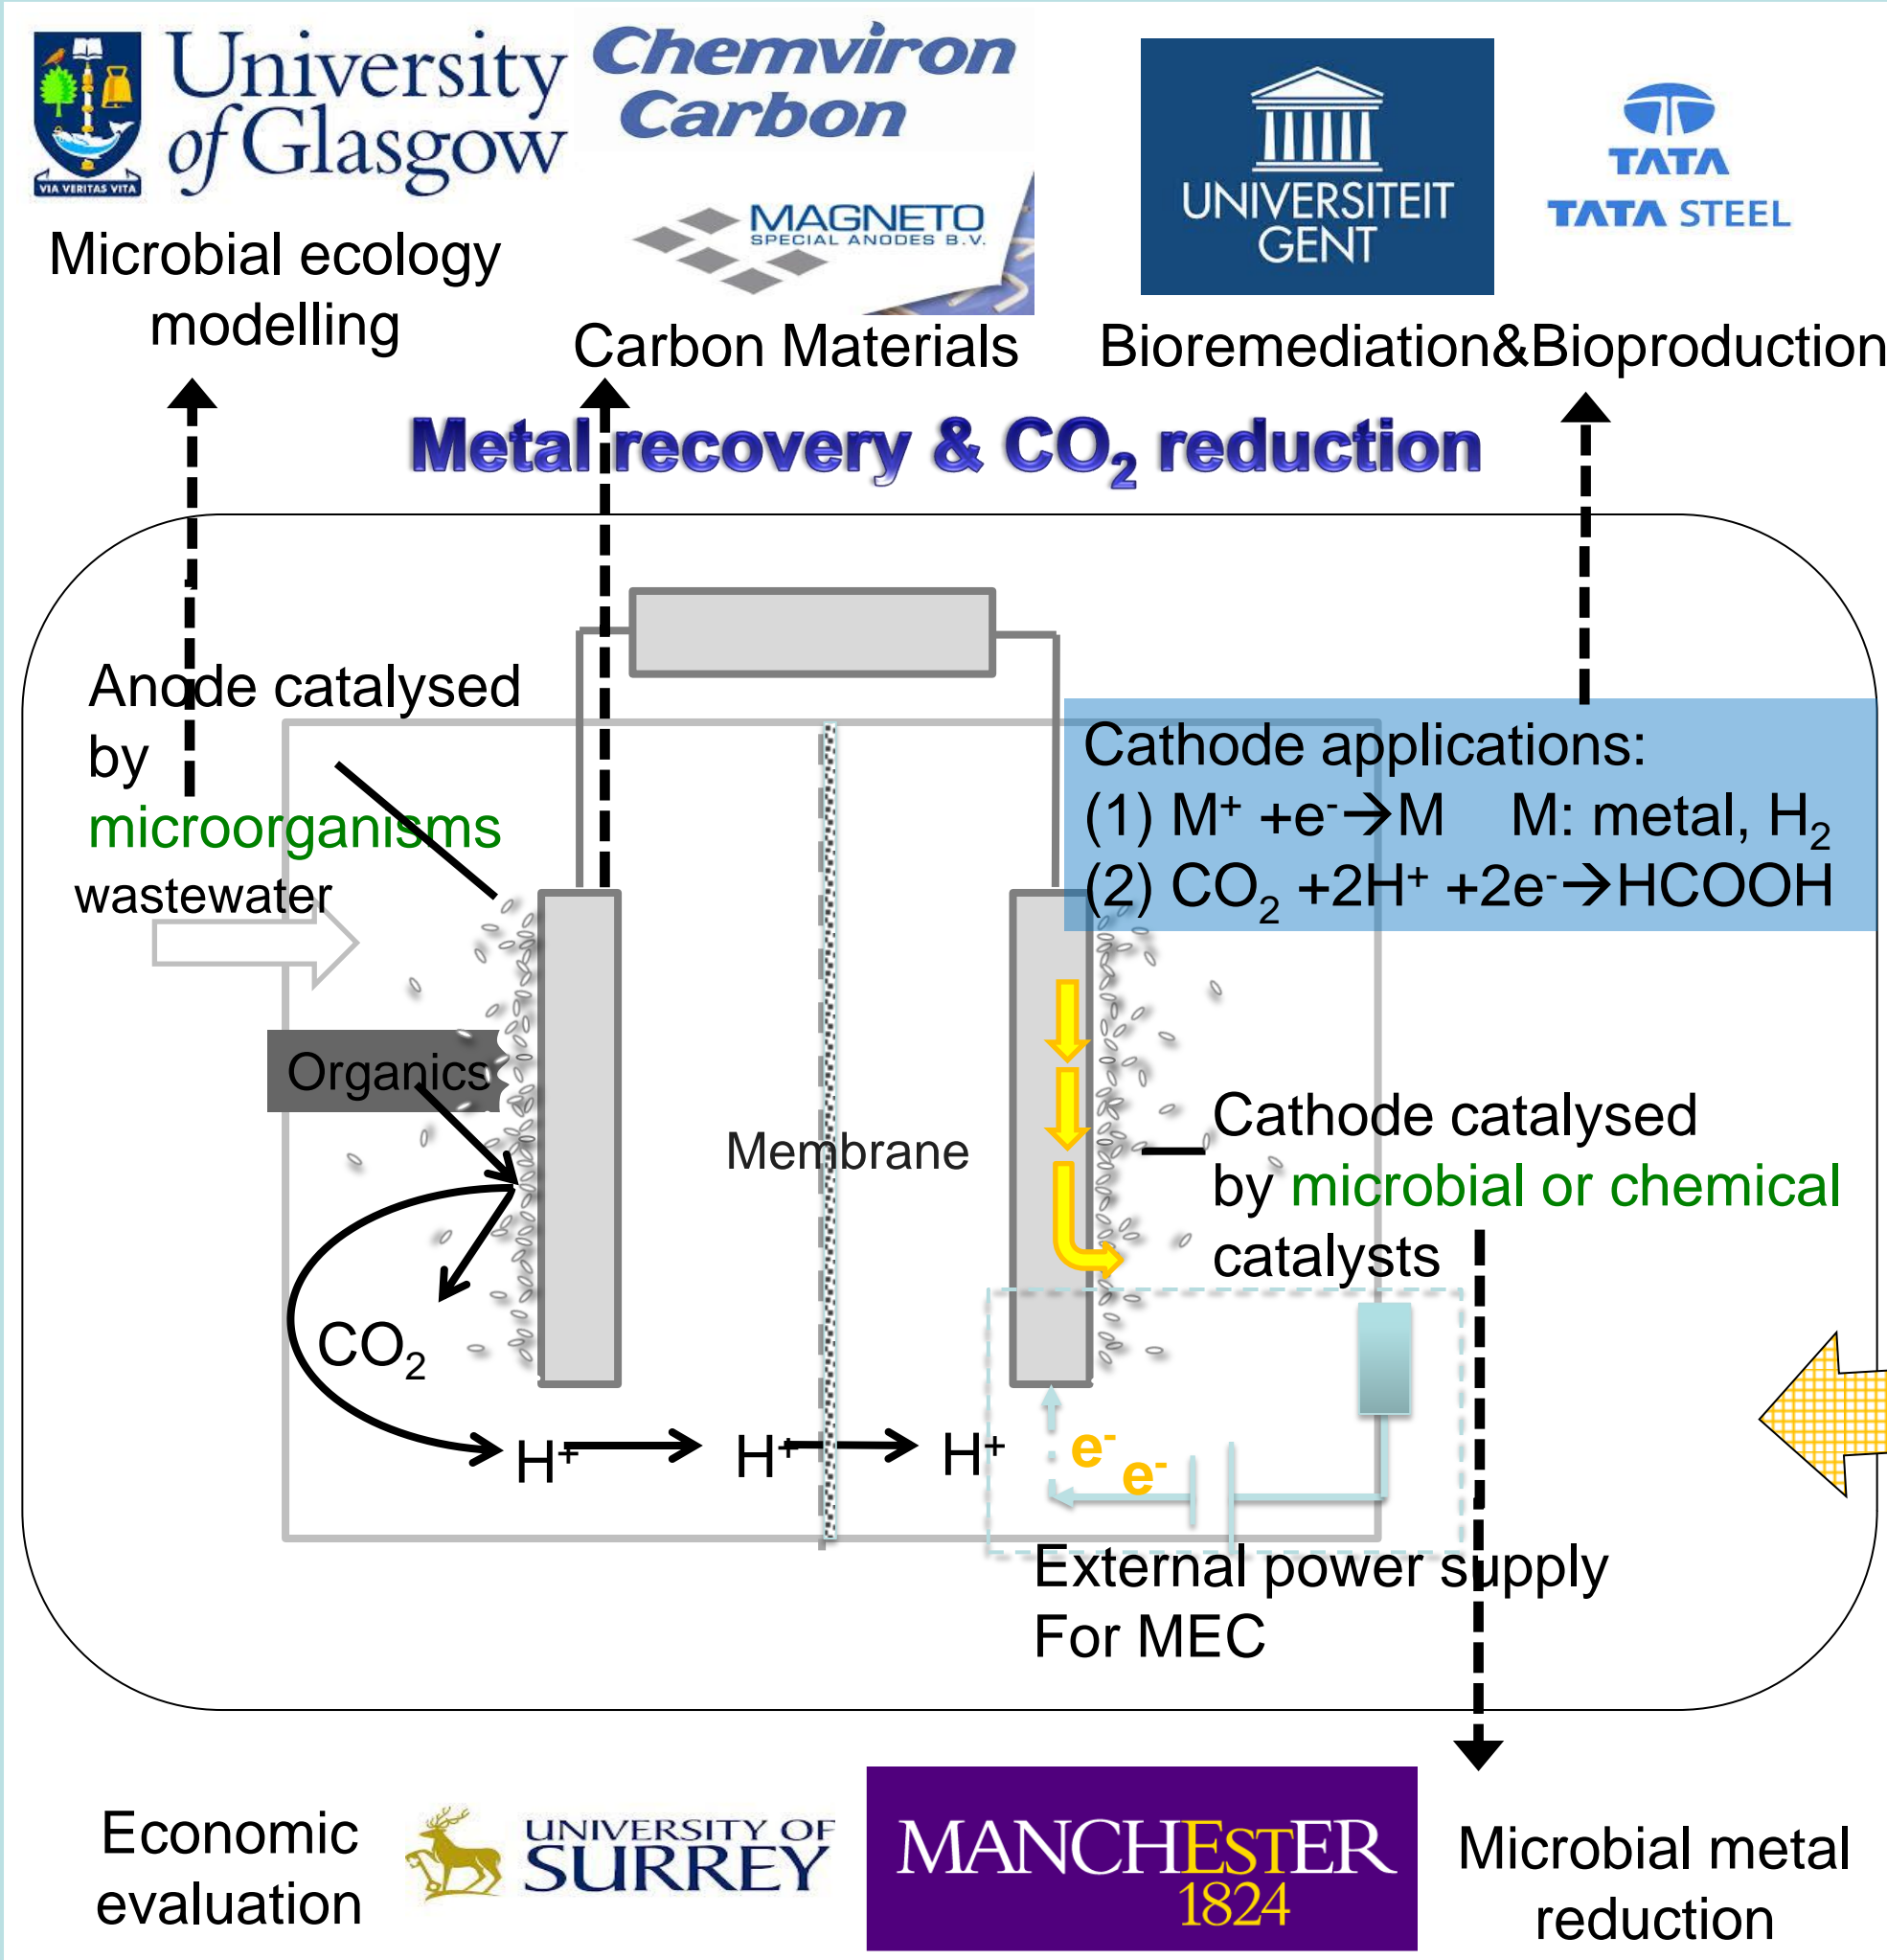 University
of Glasgow
VIA VERITAS VITA
Microbial ecology
modelling
Chemviron
Carbon
MAGNETO
SPECIAL ANODES B.V.
Carbon Materials
UNIVERSITEIT
GENT
TATA
TATA STEEL
Bioremediation&Bioproduction
Metal recovery & CO₂ reduction
Anode catalysed
by
microorganisms
wastewater
Cathode applications:
(1) M⁺ +e⁻→M M: metal, H₂
(2) CO₂ +2H⁺ +2e⁻→HCOOH
Organics
Membrane
Cathode catalysed
by microbial or chemical
catalysts
CO₂
H⁺ H⁺ H⁺
e⁻
e⁻
External power supply
For MEC
Economic
evaluation
UNIVERSITY OF
SURREY
MANCHEStER
1824
Microbial metal
reduction